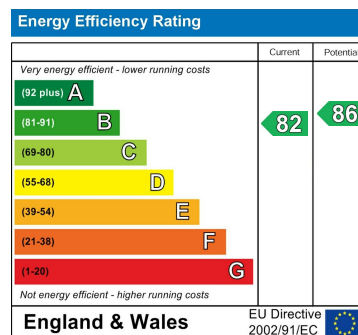 Energy Efficiency Rating
Current Potential
Very energy efficient - lower running costs
(92 plus) A
(81-91) B
(69-80) C
(55-68) D
(39-54) E
(21-38) F
(1-20) G
82
86
Not energy efficient - higher running costs
England & Wales
EU Directive
2002/91/EC